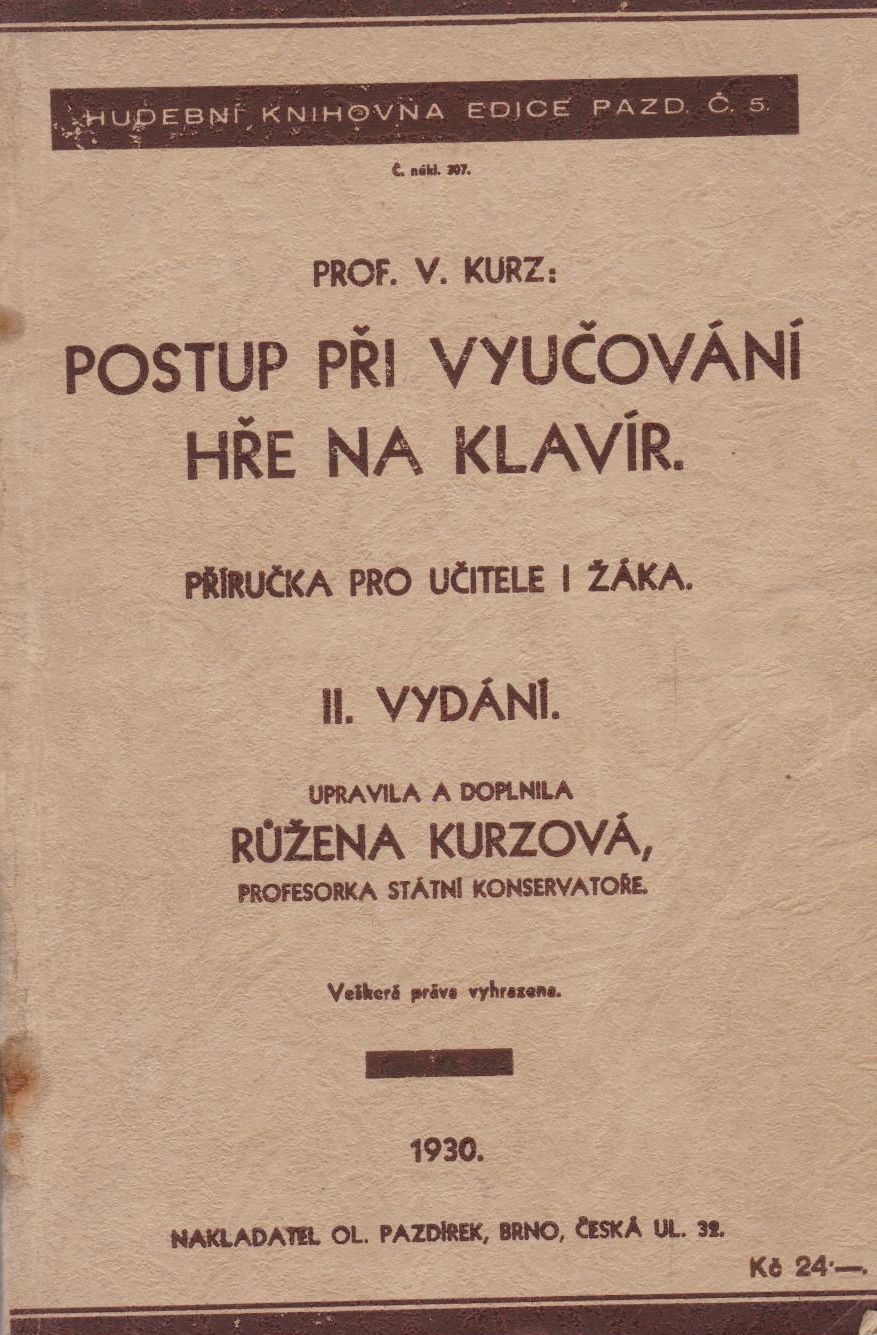 HUDEBNÍ KNIHOVNA EDICE PAZD. Č. 5.
Č. nákl. 307.
PROF. V. KURZ:
POSTUP PŘI VYUČOVÁNÍ
HŘE NA KLAVÍR.
PŘÍRUČKA PRO UČITELE I ŽÁKA.
II. VYDÁNÍ.
UPRAVILA A DOPLNILA
RŮŽENA KURZOVÁ,
PROFESORKA STÁTNÍ KONSERVATOŘE.
Veškerá práva vyhrazena.
1930.
NAKLADATEL OL. PAZDÍREK, BRNO, ČESKÁ UL. 32.
Kč 24·—.